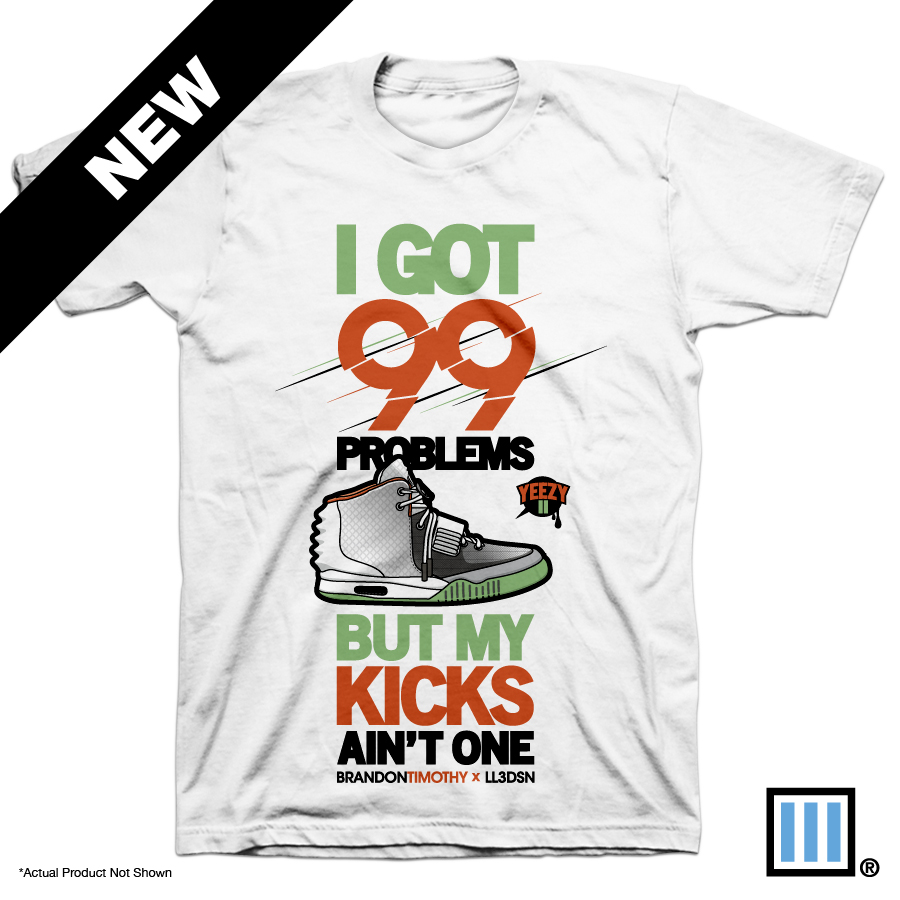 NEW
I GOT
99
PROBLEMS
YEEZY
II
BUT MY
KICKS
AIN'T ONE
BRANDONTIMOTHY x LL3DSN
*Actual Product Not Shown
®